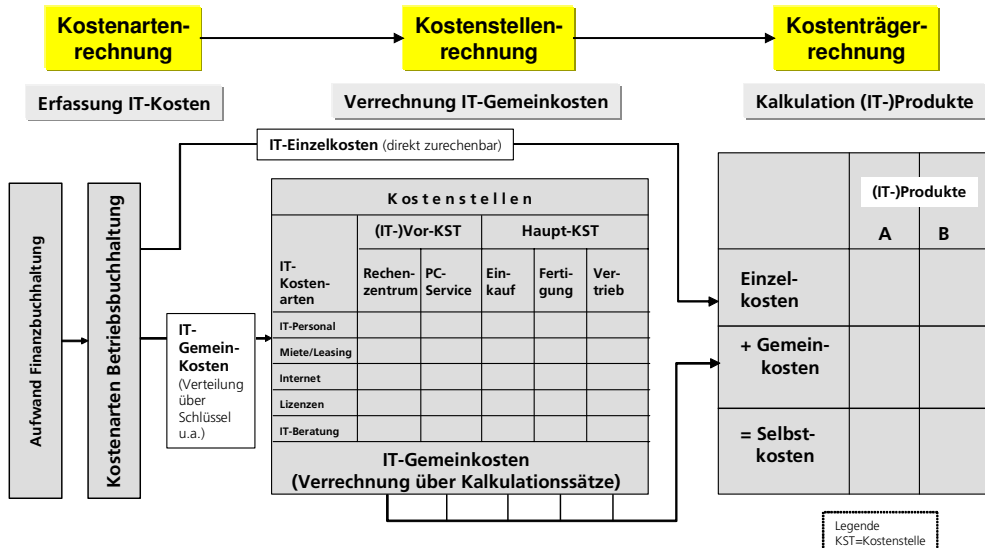 Kostenarten-
rechnung
Kostenstellen-
rechnung
Kostenträger-
rechnung
Erfassung IT-Kosten
Verrechnung IT-Gemeinkosten
Kalkulation (IT-)Produkte
IT-Einzelkosten (direkt zurechenbar)
Aufwand Finanzbuchhaltung
Kostenarten Betriebsbuchhaltung
IT-
Gemein-
Kosten
(Verteilung
über
Schlüssel
u.a.)
Kostenstellen
(IT-)Vor-KST
Haupt-KST
IT-
Kosten-
arten
Rechen-
zentrum
PC-
Service
Ein-
kauf
Ferti-
gung
Ver-
trieb
IT-Personal
Miete/Leasing
Internet
Lizenzen
IT-Beratung
IT-Gemeinkosten
(Verrechnung über Kalkulationssätze)
(IT-)Produkte
A
B
Einzel-
kosten
+ Gemein-
kosten
= Selbst-
kosten
Legende
KST=Kostenstelle